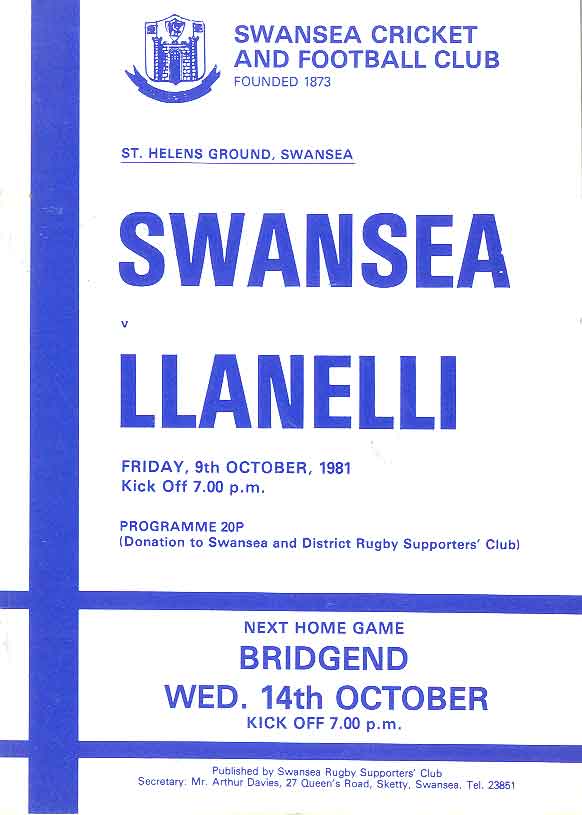 SWANSEA CRICKET
AND FOOTBALL CLUB
FOUNDED 1873
ST. HELENS GROUND, SWANSEA
SWANSEA
v
LLANELLI
FRIDAY, 9th OCTOBER, 1981
Kick Off 7.00 p.m.
PROGRAMME 20P
(Donation to Swansea and District Rugby Supporters' Club)
NEXT HOME GAME
BRIDGEND
WED. 14th OCTOBER
KICK OFF 7.00 p.m.
Published by Swansea Rugby Supporters' Club
Secretary: Mr. Arthur Davies, 27 Queen's Road, Sketty, Swansea. Tel. 23851